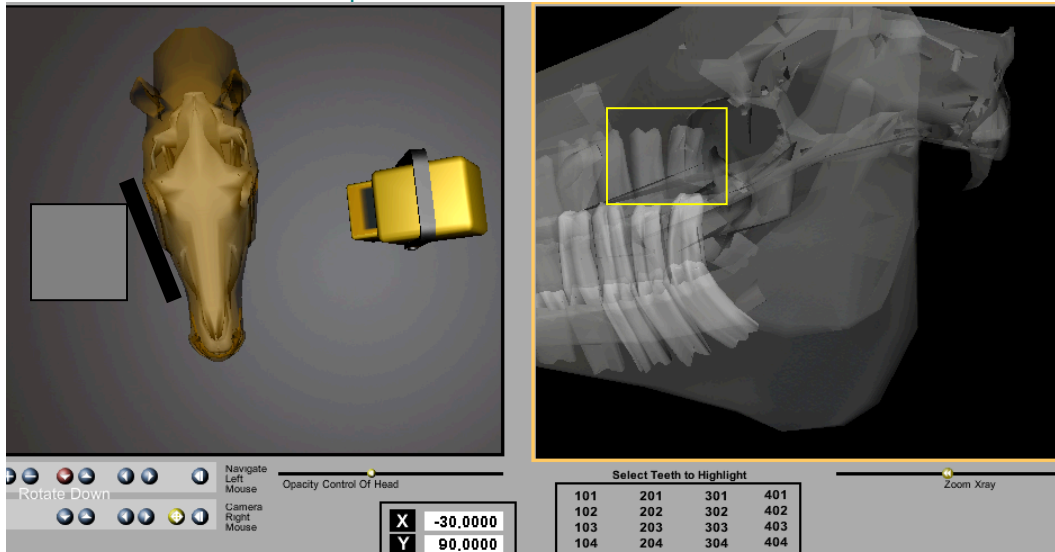 Navigate
Left
Mouse
Rotate Down
Camera
Right
Mouse
Opacity Control Of Head
X -30.0000
Y 90.0000
Select Teeth to Highlight
101 201 301 401
102 202 302 402
103 203 303 403
104 204 304 404
Zoom Xray